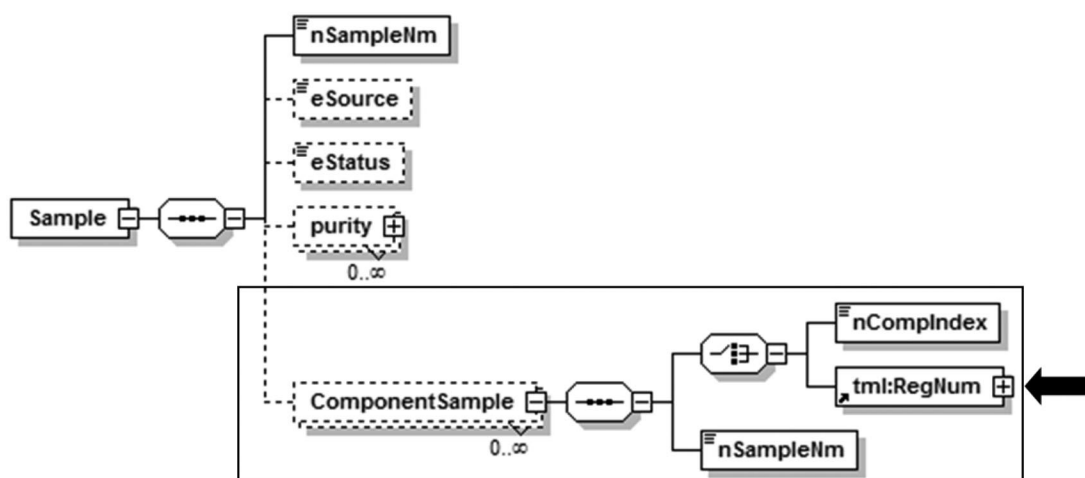 nSampleNm
eSource
eStatus
Sample
purity
0..∞
nCompIndex
tml:RegNum
ComponentSample
0..∞
nSampleNm